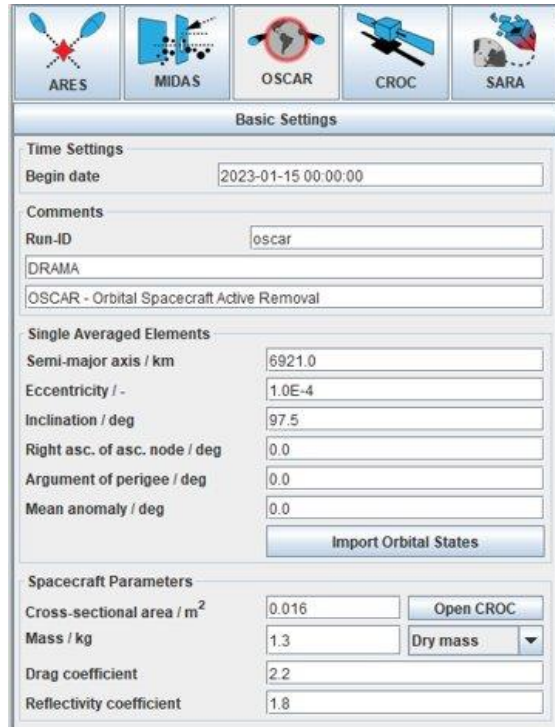 ARES MIDAS OSCAR CROC SARA
Basic Settings
Time Settings
Begin date 2023-01-15 00:00:00
Comments
Run-ID oscar
DRAMA
OSCAR - Orbital Spacecraft Active Removal
Single Averaged Elements
Semi-major axis / km 6921.0
Eccentricity / - 1.0E-4
Inclination / deg 97.5
Right asc. of asc. node / deg 0.0
Argument of perigee / deg 0.0
Mean anomaly / deg 0.0
Import Orbital States
Spacecraft Parameters
Cross-sectional area / m² 0.016 Open CROC
Mass / kg 1.3 Dry mass
Drag coefficient 2.2
Reflectivity coefficient 1.8